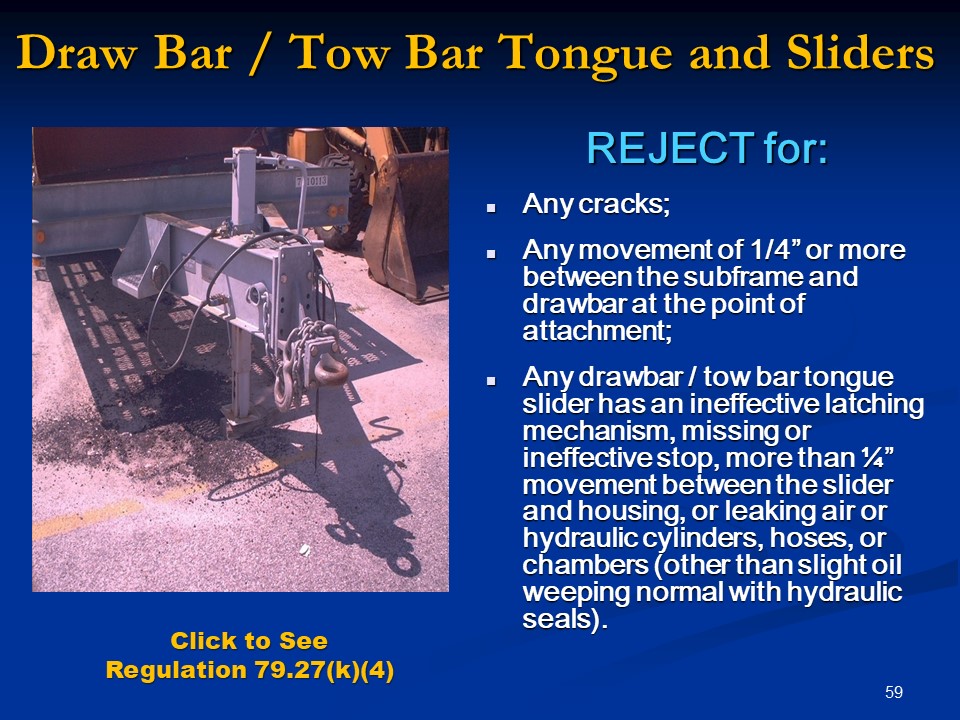 Draw Bar / Tow Bar Tongue and Sliders
REJECT for:
Any cracks;
Any movement of 1/4” or more
between the subframe and
drawbar at the point of
attachment;
Any drawbar / tow bar tongue
slider has an ineffective latching
mechanism, missing or
ineffective stop, more than ¼”
movement between the slider
and housing, or leaking air or
hydraulic cylinders, hoses, or
chambers (other than slight oil
weeping normal with hydraulic
seals).
Click to See
Regulation 79.27(k)(4)
59